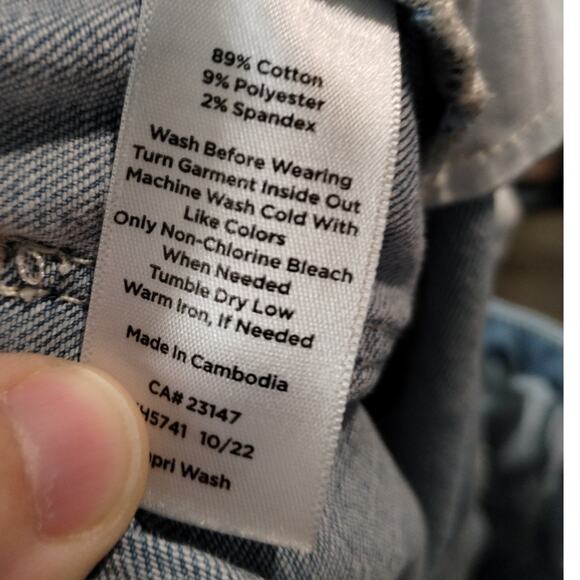 89% Cotton
9% Polyester
2% Spandex
Wash Before Wearing
Turn Garment Inside Out
Machine Wash Cold With
Like Colors
Only Non-Chlorine Bleach
When Needed
Tumble Dry Low
Warm Iron, If Needed
Made In Cambodia
CA# 23147
10/22
Wash